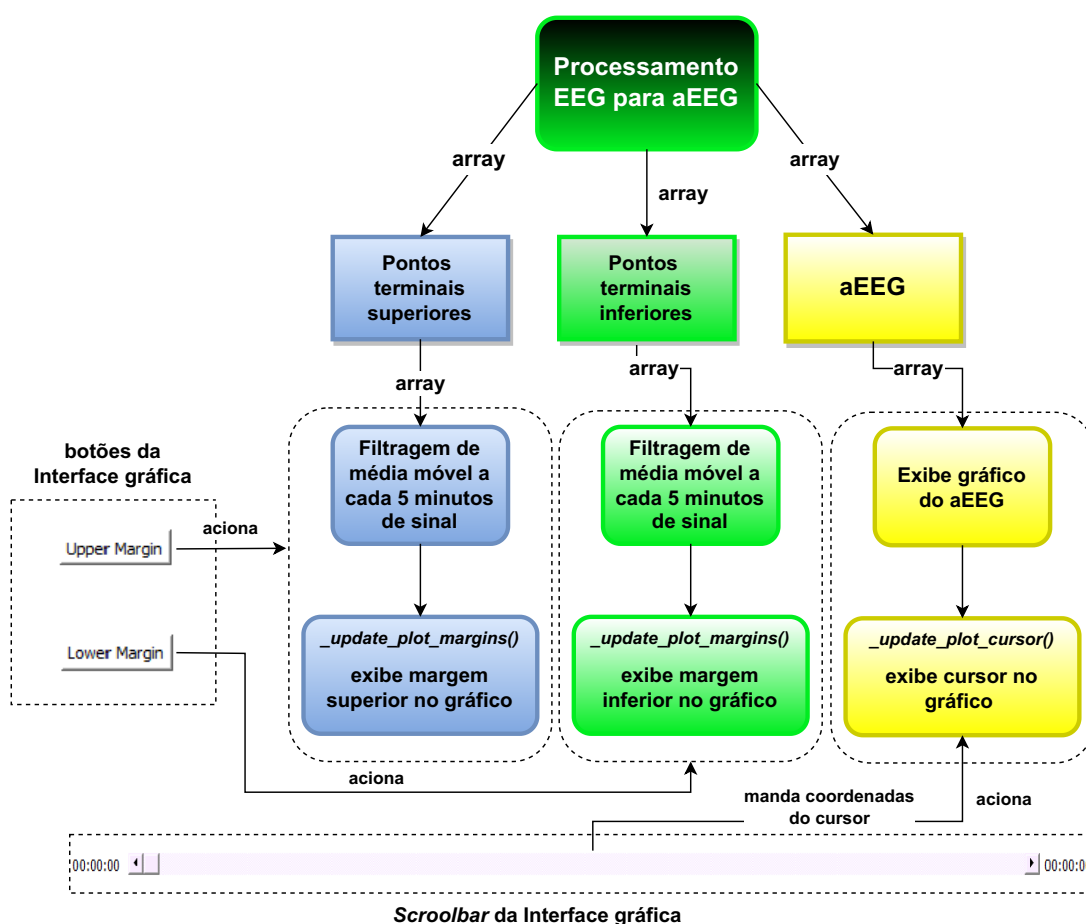 Processamento
EEG para aEEG
array
array
array
Pontos
terminais
superiores
Pontos
terminais
inferiores
aEEG
array
array
array
botões da
Interface gráfica
Upper Margin
Lower Margin
aciona
Filtragem de
média móvel a
cada 5 minutos
de sinal
Filtragem de
média móvel a
cada 5 minutos
de sinal
Exibe gráfico
do aEEG
_update_plot_margins()
exibe margem
superior no gráfico
_update_plot_margins()
exibe margem
inferior no gráfico
_update_plot_cursor()
exibe cursor no
gráfico
aciona
manda coordenadas
do cursor
aciona
00:00:00
00:00:0
Scroolbar da Interface gráfica